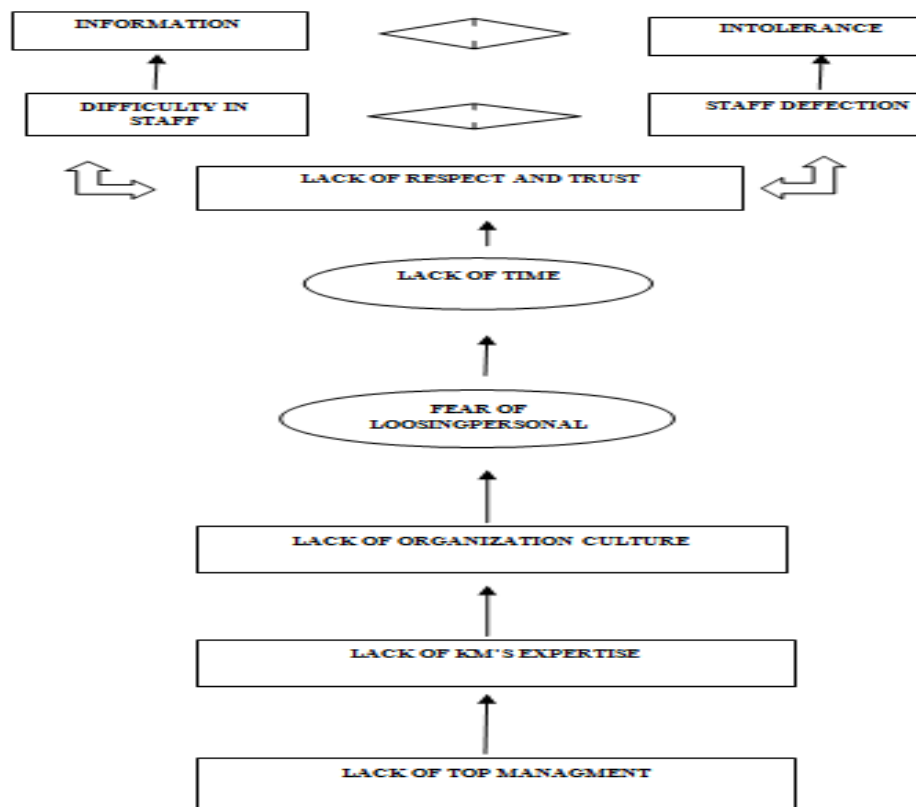 INFORMATION
INTOLERANCE
DIFFICULTY IN
STAFF
STAFF DEFECTION
LACK OF RESPECT AND TRUST
LACK OF TIME
FEAR OF
LOOSINGPERSONAL
LACK OF ORGANIZATION CULTURE
LACK OF KM'S EXPERTISE
LACK OF TOP MANAGMENT